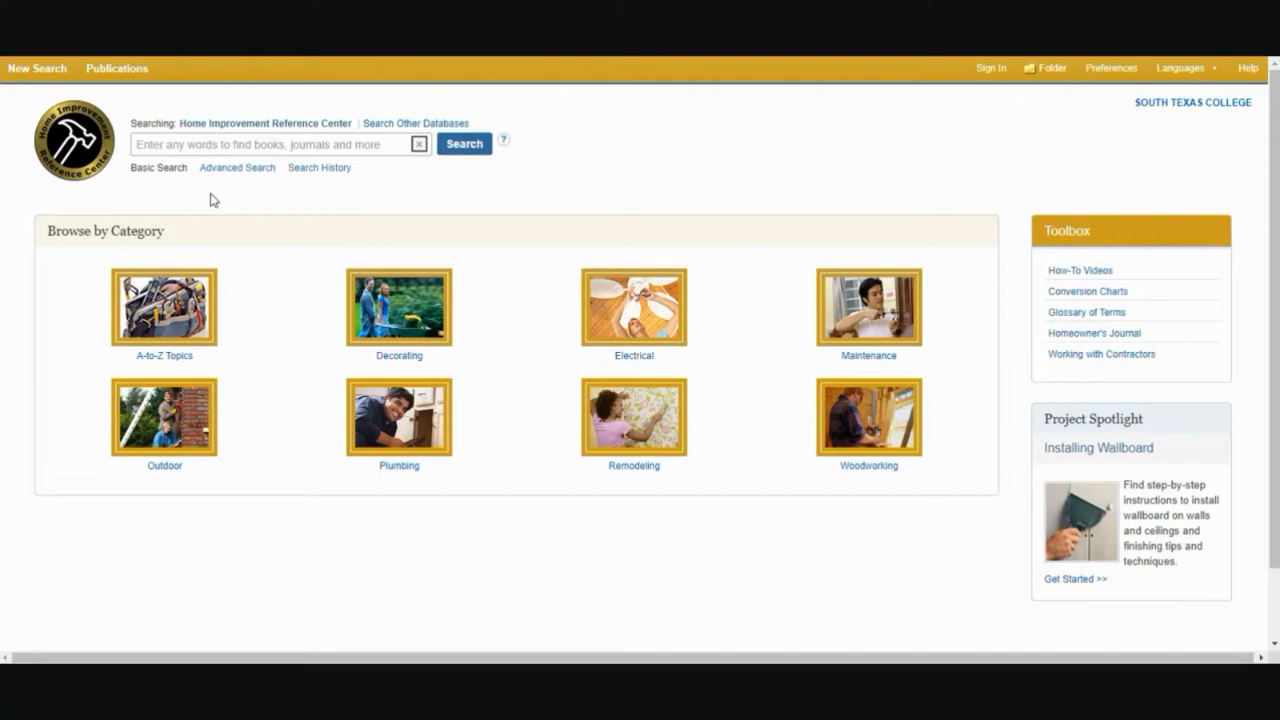 New Search Publications
Sign In Folder Preferences Languages Help
SOUTH TEXAS COLLEGE
Home Improvement
Reference Center
Searching: Home Improvement Reference Center | Search Other Databases
Enter any words to find books, journals and more
Search
?
Basic Search Advanced Search Search History
Browse by Category
A-to-Z Topics
Decorating
Electrical
Maintenance
Outdoor
Plumbing
Remodeling
Woodworking
Toolbox
How-To Videos
Conversion Charts
Glossary of Terms
Homeowner's Journal
Working with Contractors
Project Spotlight
Installing Wallboard
Find step-by-step
instructions to install
wallboard on walls
and ceilings and
finishing tips and
techniques.
Get Started >>